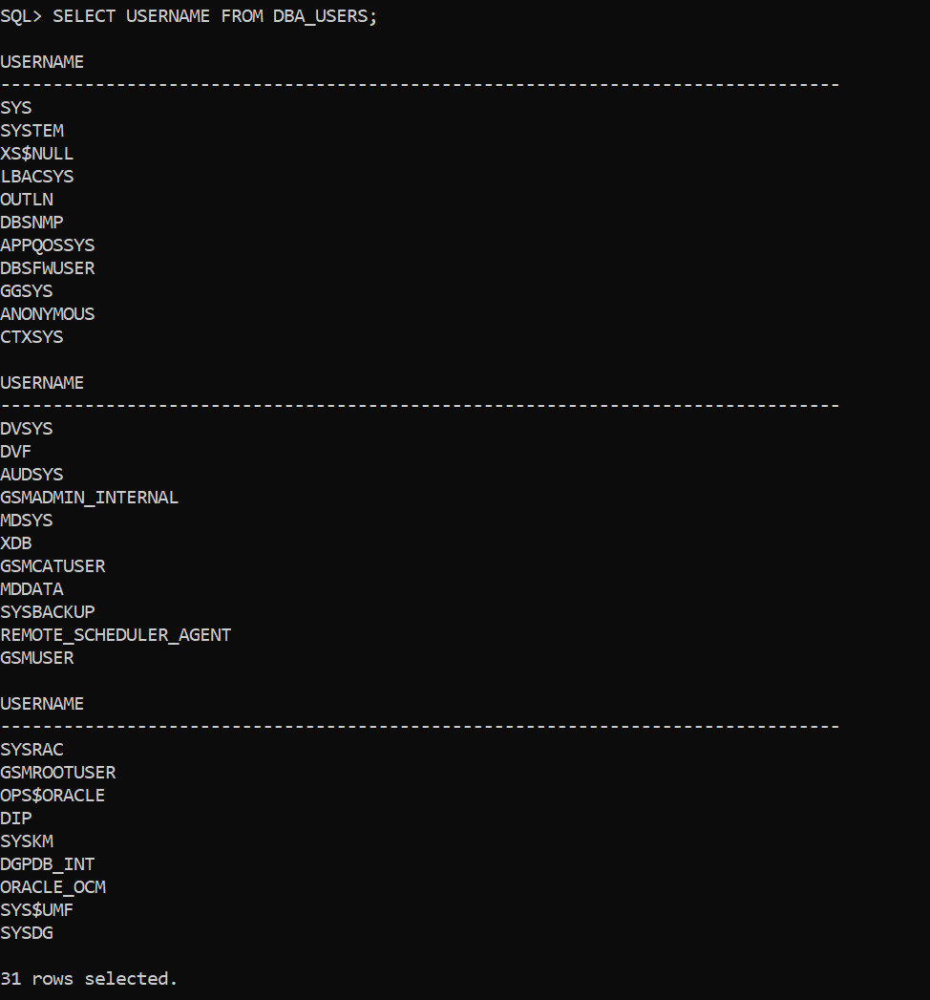 SQL> SELECT USERNAME FROM DBA_USERS;
USERNAME
--------------------------------------------------------------------------------
SYS
SYSTEM
XS$NULL
LBACSYS
OUTLN
DBSNMP
APPQOSSYS
DBSFWUSER
GGSYS
ANONYMOUS
CTXSYS
USERNAME
--------------------------------------------------------------------------------
DVSYS
DVF
AUDSYS
GSMADMIN_INTERNAL
MDSYS
XDB
GSMCATUSER
MDDATA
SYSBACKUP
REMOTE_SCHEDULER_AGENT
GSMUSER
USERNAME
--------------------------------------------------------------------------------
SYSRAC
GSMROOTUSER
OPS$ORACLE
DIP
SYSKM
DGPDB_INT
ORACLE_OCM
SYS$UMF
SYSDG
31 rows selected.